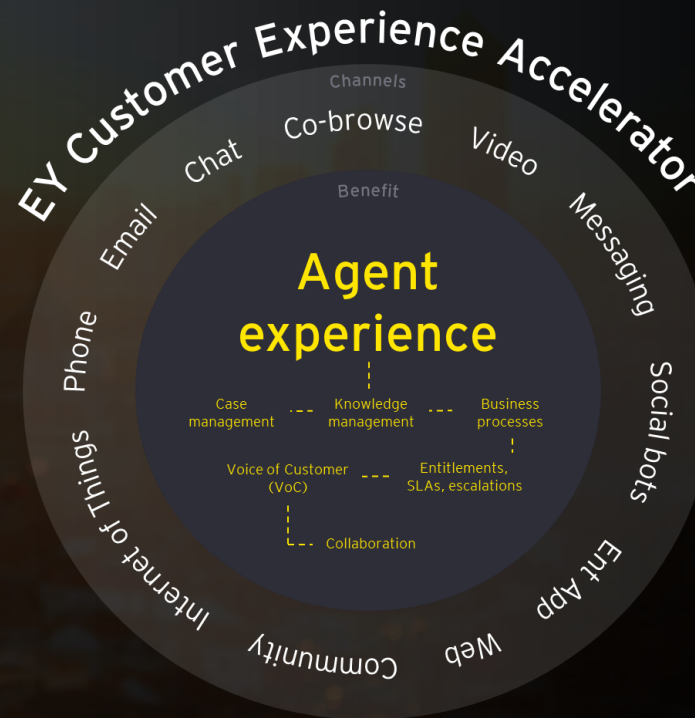 EY Customer Experience Accelerator
Channels
Co-browse
Video
Messaging
Social bots
Ent App
Web
Community
Internet of Things
Phone
Email
Chat
Benefit
Agent
experience
Case
management
Knowledge
management
Business
processes
Entitlements,
SLAs, escalations
Voice of Customer
(VoC)
Collaboration